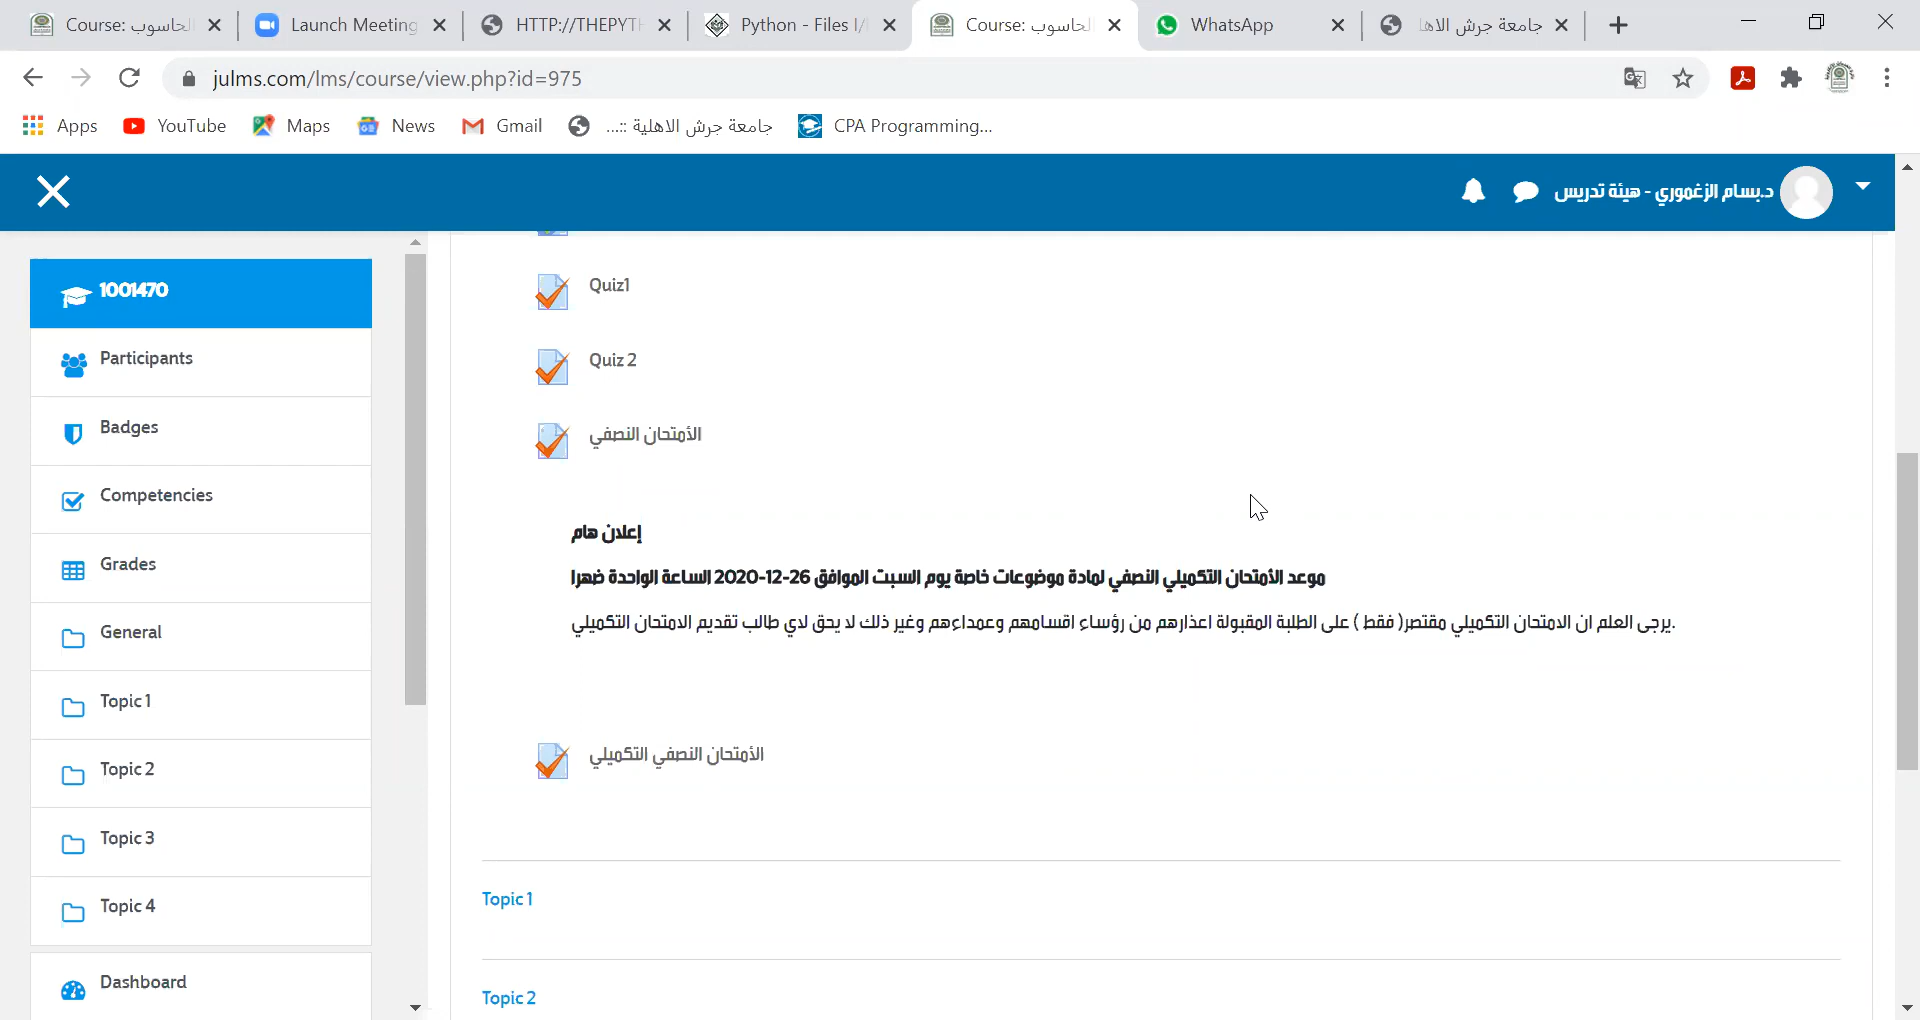 Course: الحاسوب
Launch Meeting
HTTP://THEPYTH
Python - Files I/
Course: الحاسوب
WhatsApp
جامعة جرش الاها
julms.com/lms/course/view.php?id=975
Apps
YouTube
Maps
News
Gmail
جامعة جرش الاهلية ::...
CPA Programming...
د.بسام الزغموري - هيئة تدريس
1001470
Participants
Badges
Competencies
Grades
General
Topic 1
Topic 2
Topic 3
Topic 4
Dashboard
Quiz1
Quiz 2
الأمتحان النصفي
إعلان هام
موعد الأمتحان التكميلي النصفي لمادة موضوعات خاصة يوم السبت الموافق 26-12-2020 الساعة الواحدة ضهرا
يرجى العلم ان الامتحان التكميلي مقتصر( فقط ) على الطلبة المقبولة اعذارهم من رؤساء اقسامهم وعمداءهم وغير ذلك لا يحق لاي طالب تقديم الامتحان التكميلي.
الأمتحان النصفي التكميلي
Topic 1
Topic 2